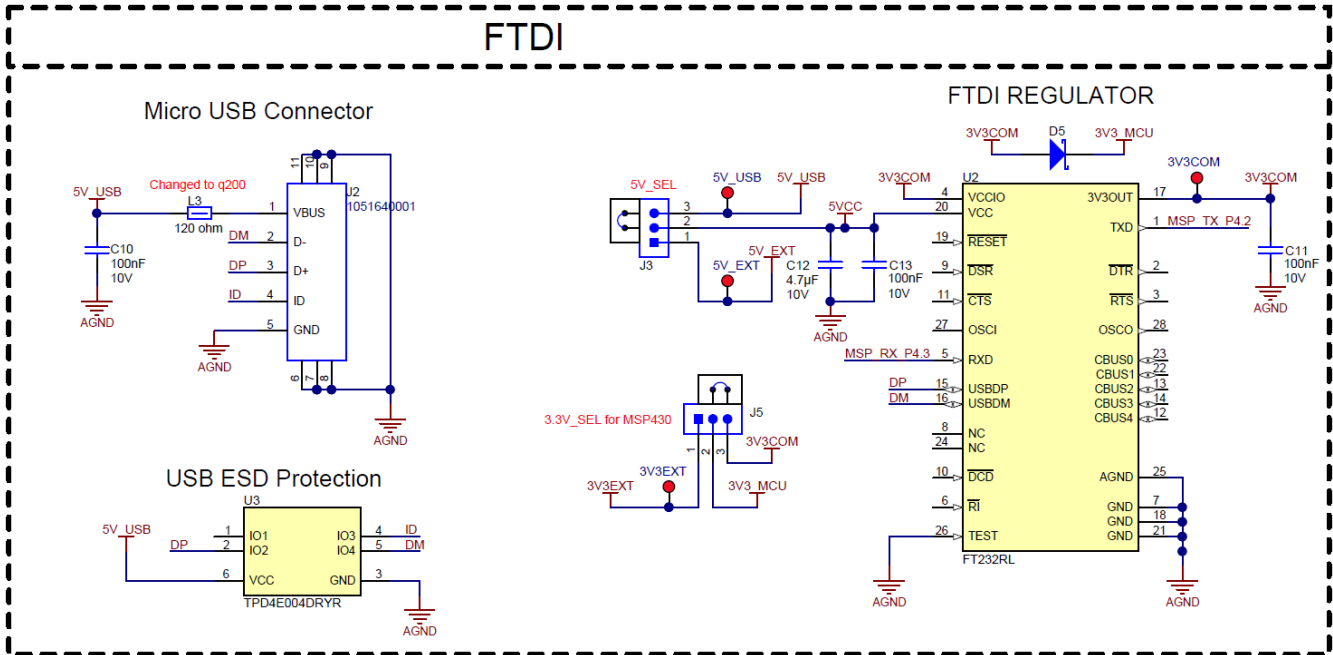 FTDI
Micro USB Connector
11
10
9
5V_USB
Changed to q200
L3
120 ohm
C10
100nF
10V
AGND
J2
1051640001
1 VBUS
DM 2 D-
DP 3 D+
ID 4 ID
5 GND
AGND
6
7
8
AGND
USB ESD Protection
U3
5V_USB
1 IO1 IO3 4 ID
DP 2 IO2 IO4 5 DM
6 VCC GND 3
TPD4E004DRYR
AGND
5V_SEL
5V_USB
5V_USB
3
2
1
J3
5V_EXT
5V_EXT
5VCC
C12
4.7µF
10V
C13
100nF
10V
AGND
3.3V_SEL for MSP430
J5
1
2
3
3V3COM
3V3EXT
3V3EXT
3V3_MCU
FTDI REGULATOR
3V3COM
D5
3V3_MCU
U2
3V3COM
4 VCCIO 3V3OUT 17
20 VCC
TXD 1 MSP_TX_P4.2
19 RESET
9 DSR DTR 2
11 CTS RTS 3
27 OSCI OSCO 28
MSP_RX_P4.3 5 RXD CBUS0 23
CBUS1 22
DP 15 USBDP CBUS2 13
DM 16 USBDM CBUS3 14
CBUS4 12
8 NC
24 NC
10 DCD AGND 25
6 RI GND 7
GND 18
26 TEST GND 21
FT232RL
AGND
AGND
3V3COM
3V3COM
C11
100nF
10V
AGND